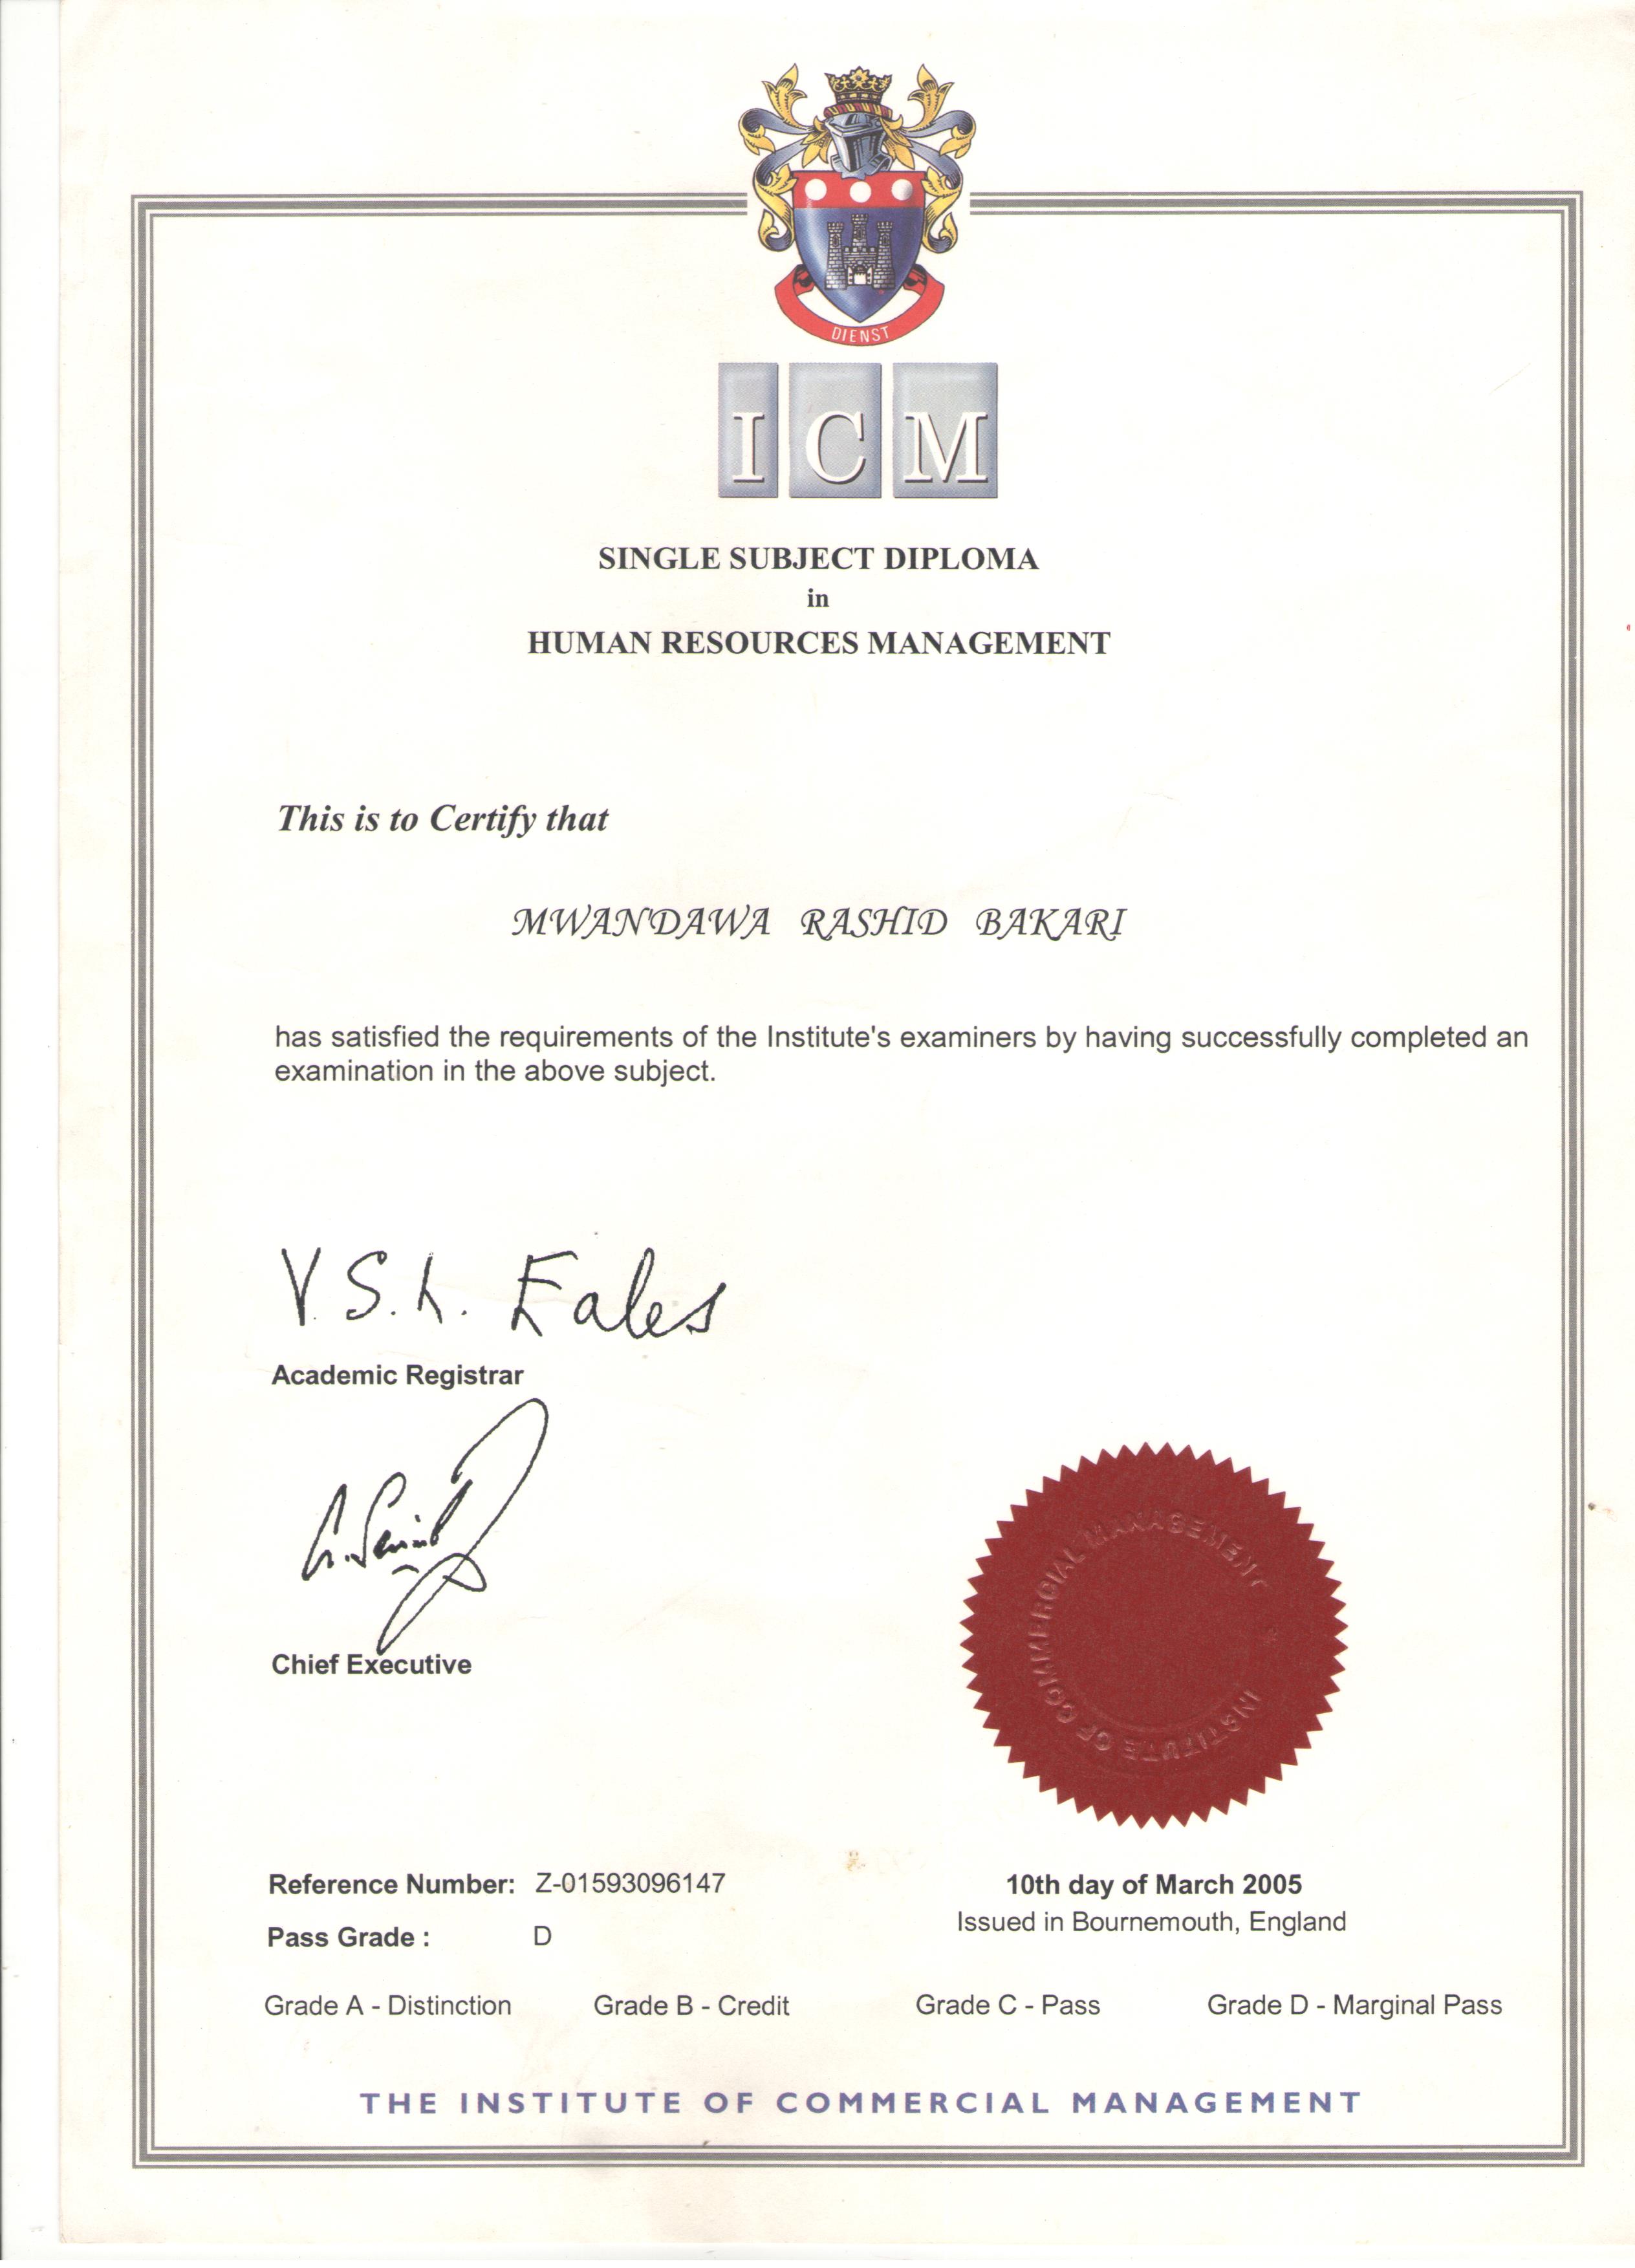 DIENST
ICM
SINGLE SUBJECT DIPLOMA
in
HUMAN RESOURCES MANAGEMENT
This is to Certify that
MWANDAWA RASHID BAKARI
has satisfied the requirements of the Institute's examiners by having successfully completed an
examination in the above subject.
V.S.L. Eales
Academic Registrar
Chief Executive
INSTITUTE OF COMMERCIAL MANAGEMENT
Reference Number: Z-01593096147
10th day of March 2005
Issued in Bournemouth, England
Pass Grade : D
Grade A - Distinction Grade B - Credit Grade C - Pass Grade D - Marginal Pass
THE INSTITUTE OF COMMERCIAL MANAGEMENT